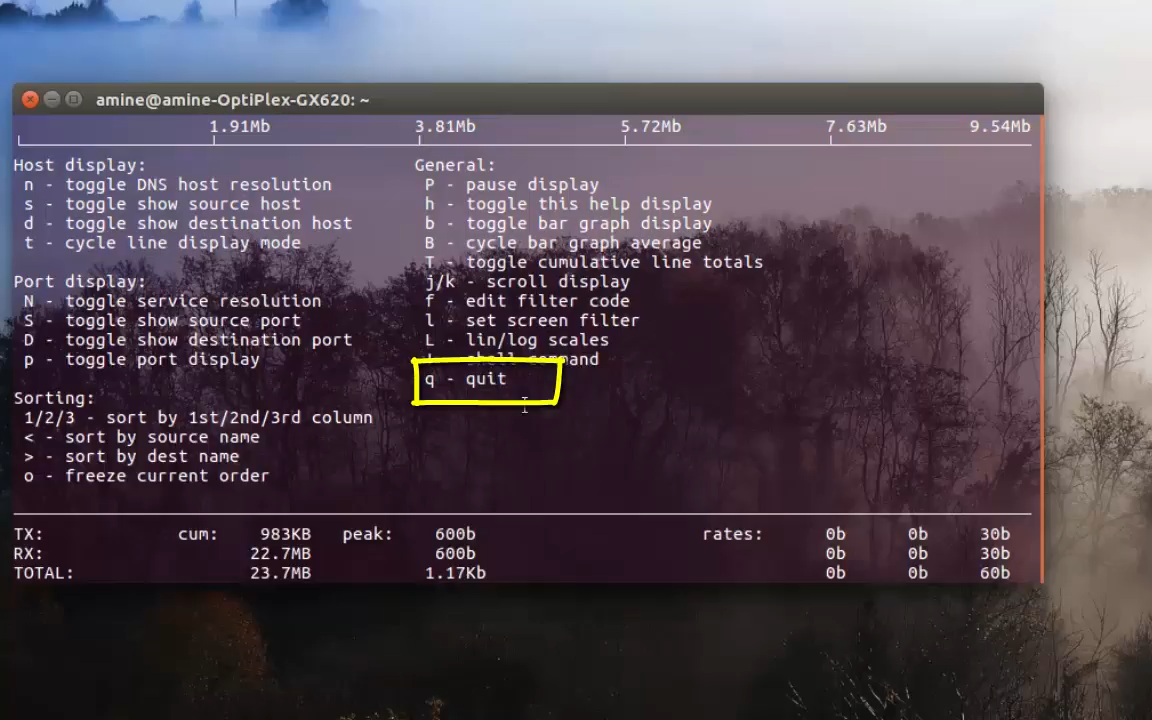 amine@amine-OptiPlex-GX620: ~
1.91Mb 3.81Mb 5.72Mb 7.63Mb 9.54Mb
Host display:
n - toggle DNS host resolution
s - toggle show source host
d - toggle show destination host
t - cycle line display mode
Port display:
N - toggle service resolution
S - toggle show source port
D - toggle show destination port
p - toggle port display
Sorting:
1/2/3 - sort by 1st/2nd/3rd column
< - sort by source name
> - sort by dest name
o - freeze current order
General:
P - pause display
h - toggle this help display
b - toggle bar graph display
B - cycle bar graph average
T - toggle cumulative line totals
j/k - scroll display
f - edit filter code
l - set screen filter
L - lin/log scales
- shell command
q - quit
TX: cum: 983KB peak: 600b rates: 0b 0b 30b
RX: 22.7MB 600b 0b 0b 30b
TOTAL: 23.7MB 1.17Kb 0b 0b 60b